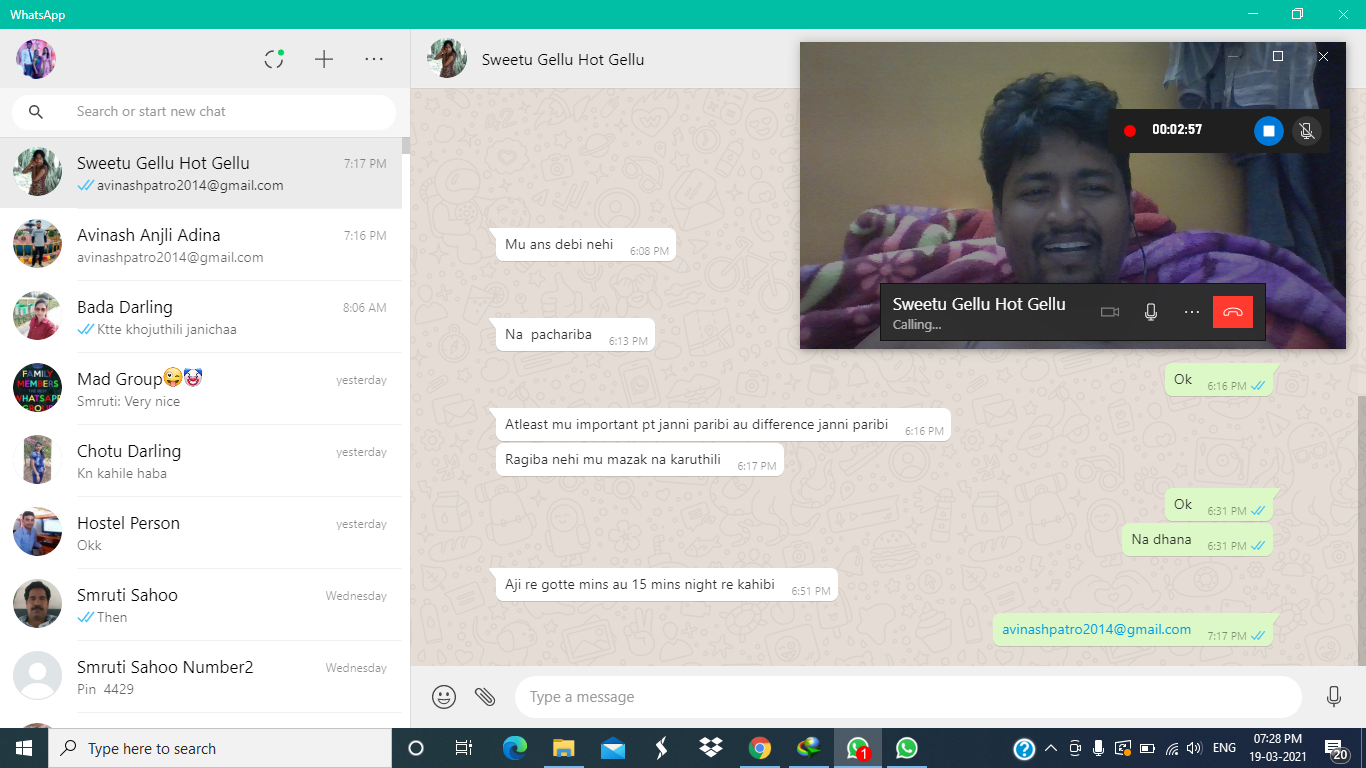 WhatsApp
Search or start new chat
Sweetu Gellu Hot Gellu
7:17 PM
avinashpatro2014@gmail.com
Avinash Anjli Adina
7:16 PM
avinashpatro2014@gmail.com
Bada Darling
8:06 AM
Ktte khojuthili janichaa
Mad Group😜🤡
yesterday
Smruti: Very nice
Chotu Darling
yesterday
Kn kahile haba
Hostel Person
yesterday
Okk
Smruti Sahoo
Wednesday
Then
Smruti Sahoo Number2
Wednesday
Pin 4429
FAMILY
MEMBERS
WHATSAPP
GROUP
Sweetu Gellu Hot Gellu
00:02:57
Sweetu Gellu Hot Gellu
Calling...
Mu ans debi nehi 6:08 PM
Na pachariba 6:13 PM
Ok 6:16 PM
Atleast mu important pt janni paribi au difference janni paribi 6:16 PM
Ragiba nehi mu mazak na karuthili 6:17 PM
Ok 6:31 PM
Na dhana 6:31 PM
Aji re gotte mins au 15 mins night re kahibi 6:51 PM
avinashpatro2014@gmail.com 7:17 PM
Type a message
Type here to search
1
ENG
07:28 PM
19-03-2021
20